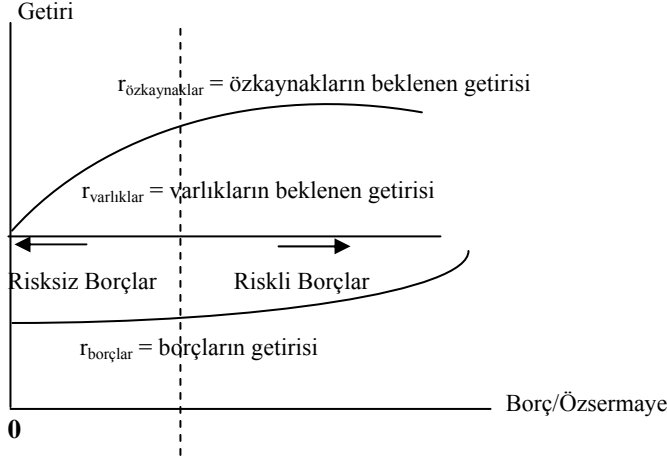 Getiri
rözkaynaklar = özkaynakların beklenen getirisi
rvarlıklar = varlıkların beklenen getirisi
Risksiz Borçlar
Riskli Borçlar
rborçlar = borçların getirisi
Borç/Özsermaye
0